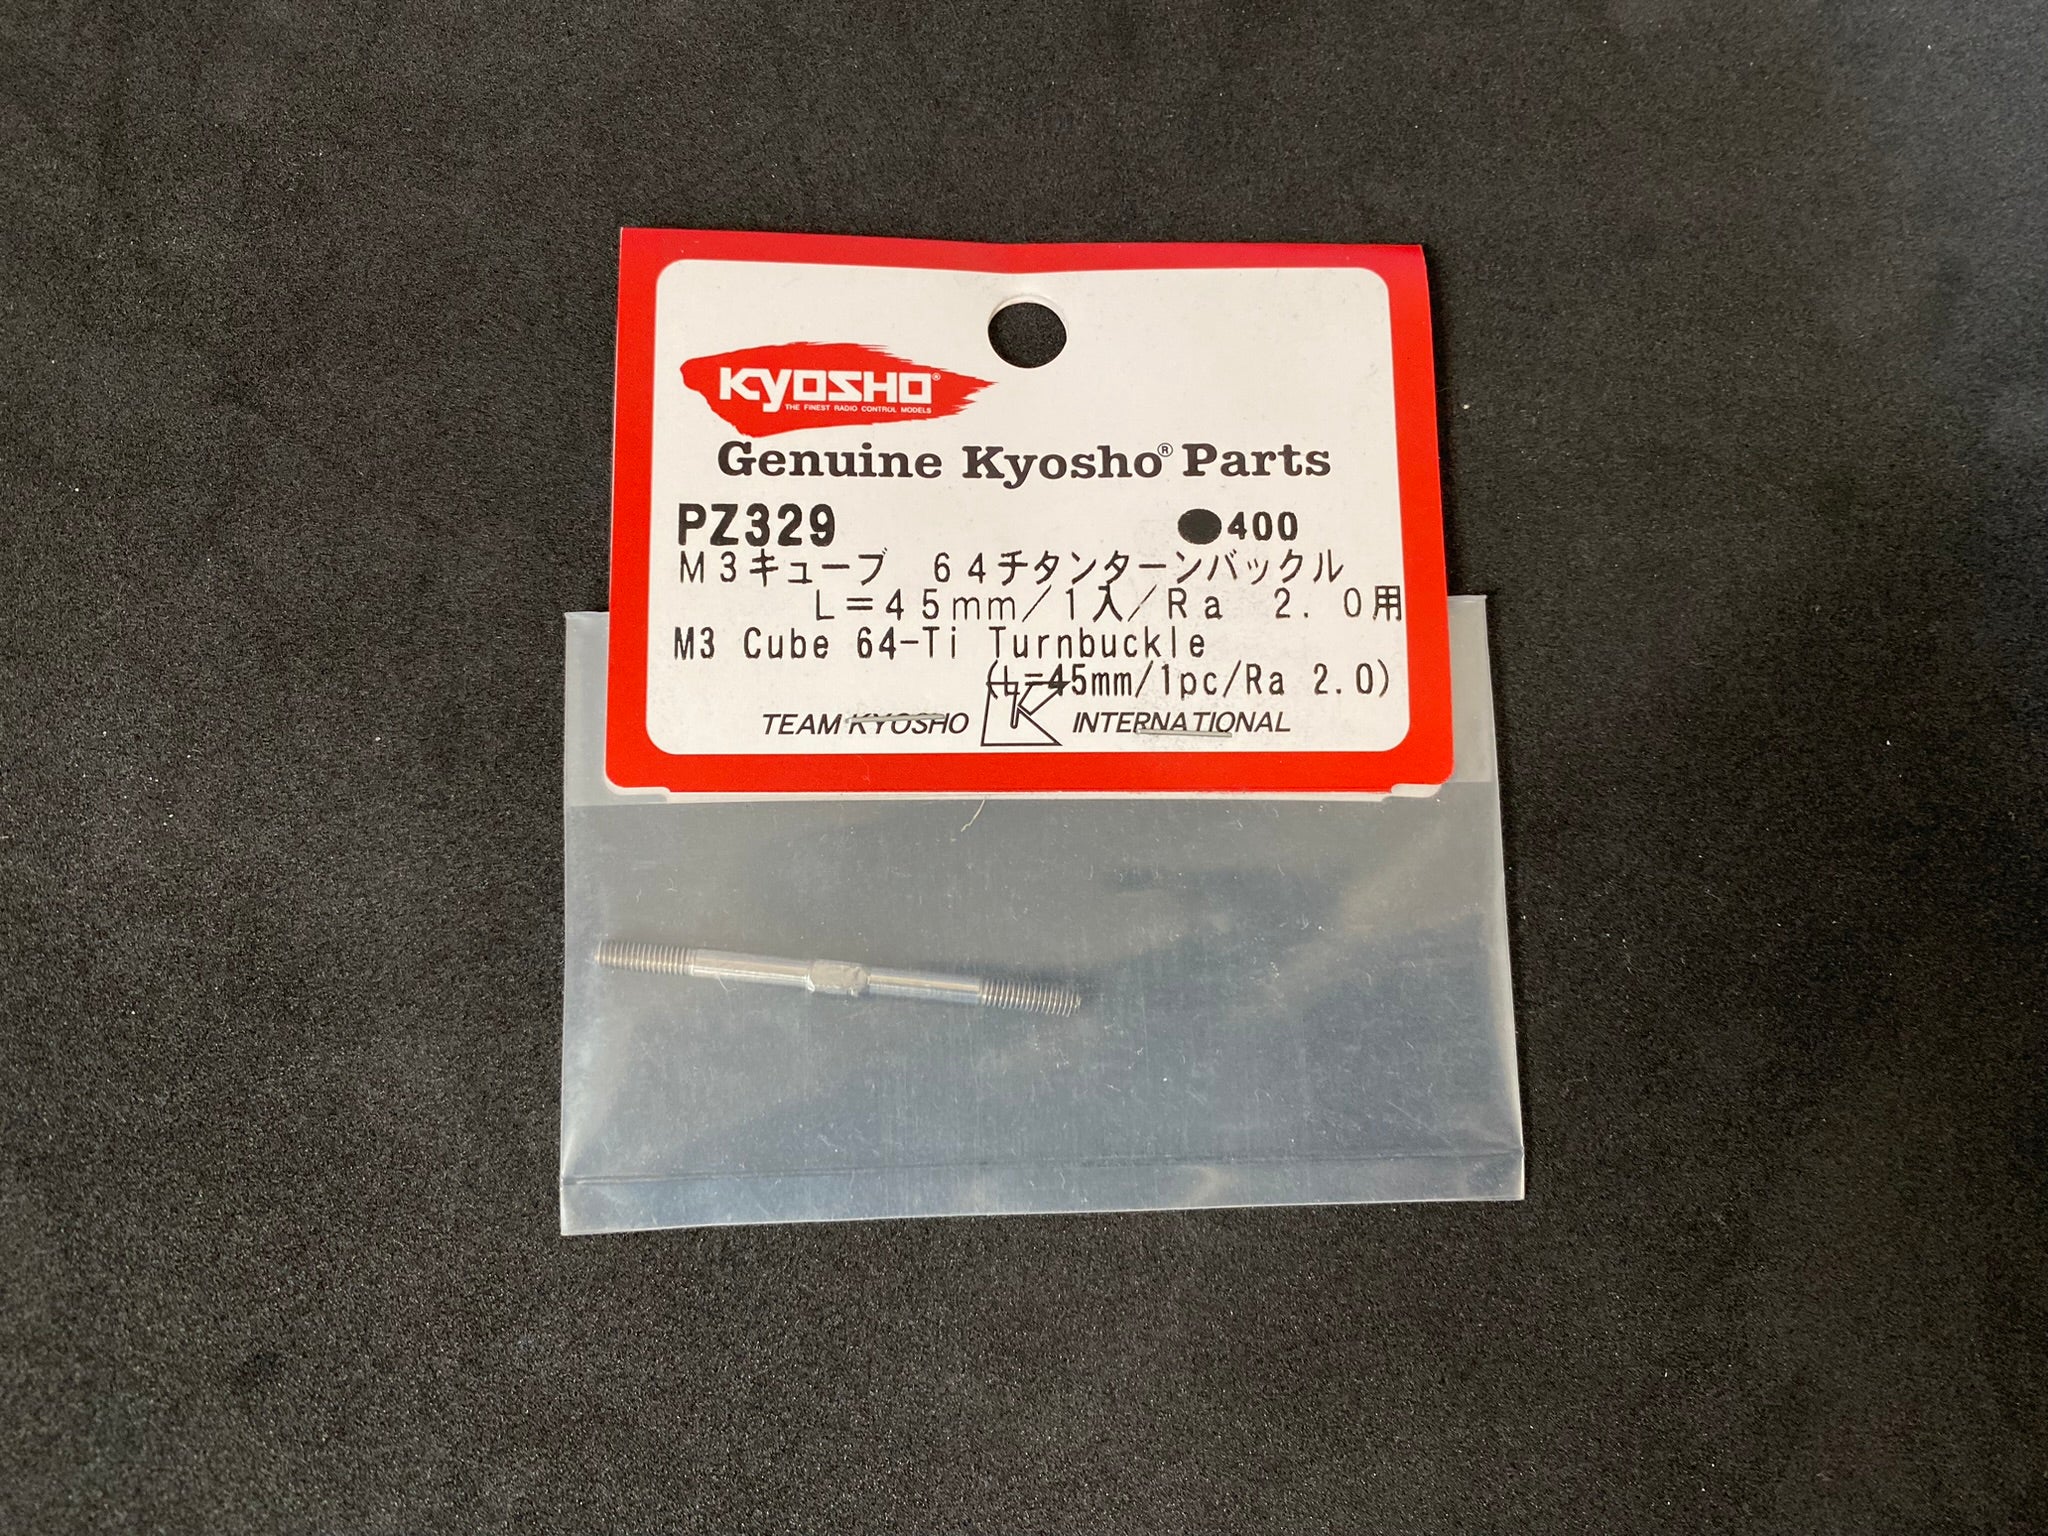 KYOSHO®
THE FINEST RADIO CONTROL MODELS
Genuine Kyosho® Parts
PZ329 ●400
M3キューブ 64チタンターンバックル
L=45mm/1入/Ra 2.0用
M3 Cube 64-Ti Turnbuckle
(L=45mm/1pc/Ra 2.0)
TEAM KYOSHO K INTERNATIONAL